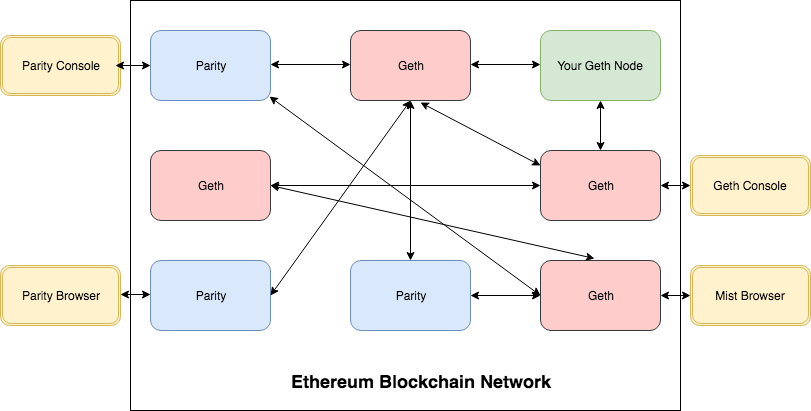 Parity Console
Parity
Geth
Your Geth Node
Geth
Geth
Geth Console
Parity Browser
Parity
Parity
Geth
Mist Browser
Ethereum Blockchain Network